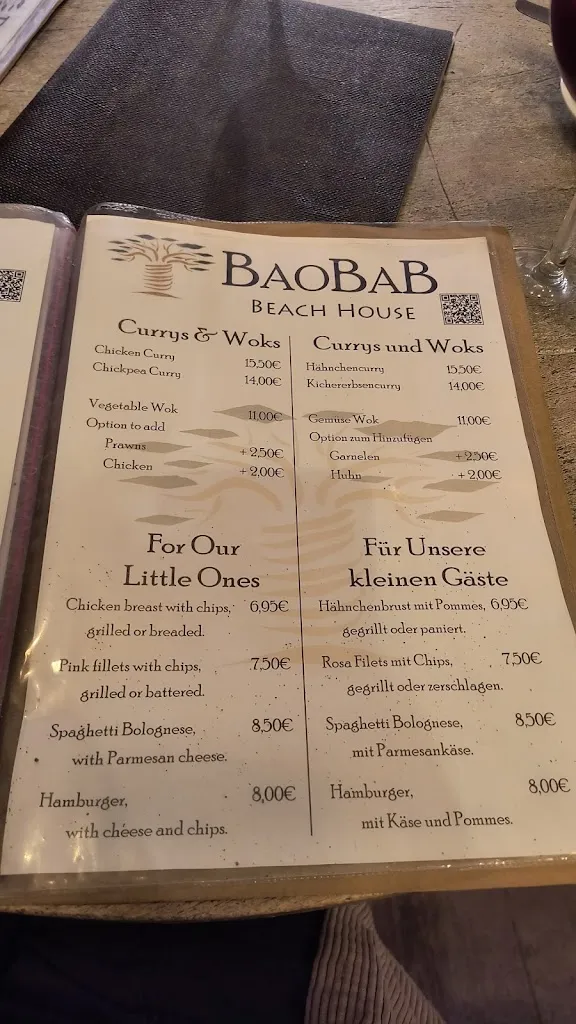 BAOBAB
BEACH HOUSE
Currys & Woks
Chicken Curry 15,50€
Chickpea Curry 14,00€
Vegetable Wok 11,00€
Option to add
Prawns + 2,50€
Chicken + 2,00€
For Our
Little Ones
Chicken breast with chips, 6,95€
grilled or breaded.
Pink fillets with chips, 7,50€
grilled or battered.
Spaghetti Bolognese, 8,50€
with Parmesan cheese.
Hamburger, 8,00€
with cheese and chips.
Currys und Woks
Hähnchencurry 15,50€
Kichererbsencurry 14,00€
Gemüse Wok 11,00€
Option zum Hinzufügen
Garnelen + 2,50€
Huhn + 2,00€
Für Unsere
kleinen Gäste
Hähnchenbrust mit Pommes, 6,95€
gegrillt oder paniert.
Rosa Filets mit Chips, 7,50€
gegrillt oder zerschlagen.
Spaghetti Bolognese, 8,50€
mit Parmesankäse.
Hamburger, 8,00€
mit Käse und Pommes.